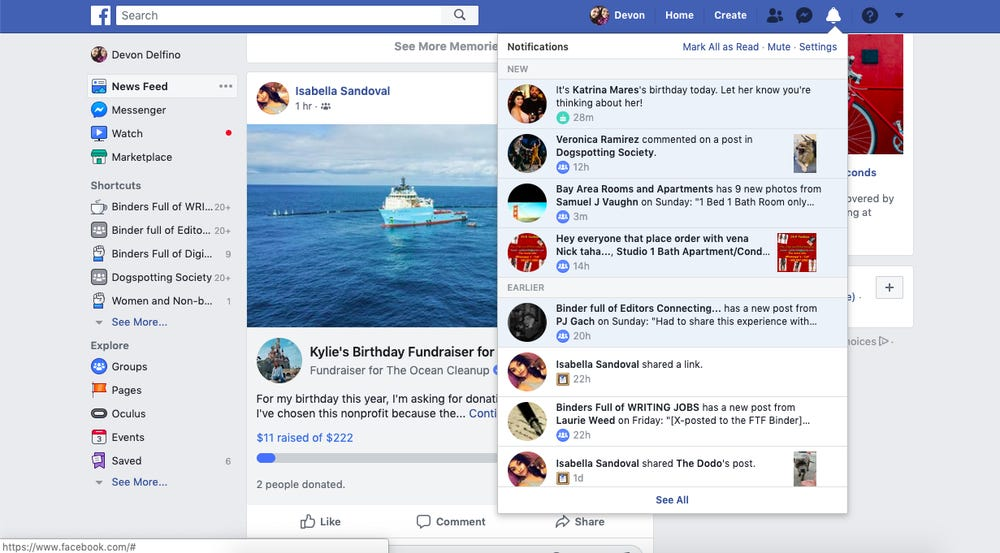 f
Search
Devon
Home
Create
Devon Delfino
News Feed
Messenger
Watch
Marketplace
Shortcuts
Binders Full of WRI... 20+
Binder full of Edito... 20+
Binders Full of Digi... 9
Dogspotting Society 20+
Women and Non-b... 1
See More...
Explore
Groups
Pages
Oculus
3
Events
Saved 6
See More...
See More Memorie
Isabella Sandoval
1 hr ·
Kylie's Birthday Fundraiser for
Fundraiser for The Ocean Cleanup
For my birthday this year, I'm asking for donati
I've chosen this nonprofit because the... Conti
$11 raised of $222
2 people donated.
Like
Comment
Share
Notifications
Mark All as Read · Mute · Settings
NEW
It's Katrina Mares's birthday today. Let her know you're
thinking about her!
28m
Veronica Ramirez commented on a post in
Dogspotting Society.
12h
Bay Area Rooms and Apartments has 9 new photos from
Samuel J Vaughn on Sunday: "1 Bed 1 Bath Room only...
3m
Hey everyone that place order with vena
Nick taha..., Studio 1 Bath Apartment/Cond...
14h
EARLIER
Binder full of Editors Connecting... has a new post from
PJ Gach on Sunday: "Had to share this experience with...
20h
Isabella Sandoval shared a link.
22h
Binders Full of WRITING JOBS has a new post from
Laurie Weed on Friday: "[X-posted to the FTF Binder]...
22h
Isabella Sandoval shared The Dodo's post.
1d
See All
conds
overed by
ng at
e) ·
+
hoices
https://www.facebook.com/#